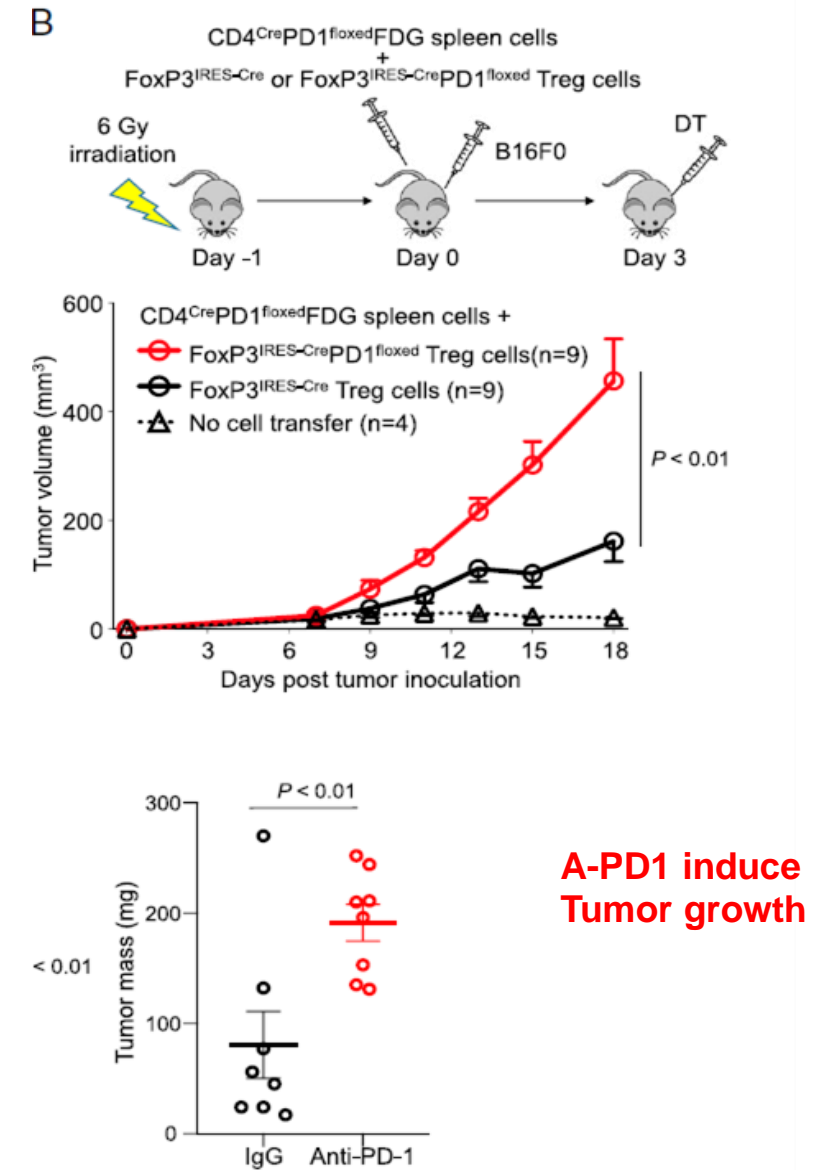 B
CD4CrePD1floxedFDG spleen cells
+
FoxP3IRES-Cre or FoxP3IRES-CrePD1floxed Treg cells
6 Gy
irradiation
B16F0
DT
Day -1
Day 0
Day 3
CD4CrePD1floxedFDG spleen cells +
FoxP3IRES-CrePD1floxed Treg cells(n=9)
FoxP3IRES-Cre Treg cells (n=9)
No cell transfer (n=4)
Tumor volume (mm3)
600
400
200
0
P < 0.01
0 3 6 9 12 15 18
Days post tumor inoculation
P < 0.01
Tumor mass (mg)
300
200
100
0
< 0.01
IgG Anti-PD-1
A-PD1 induce
Tumor growth